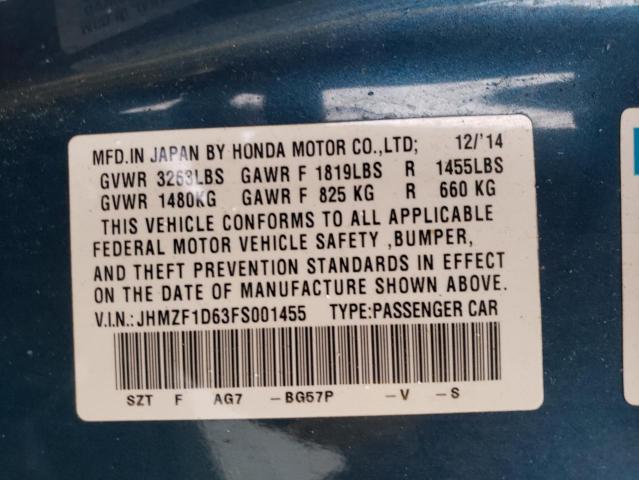 MFD.IN JAPAN BY HONDA MOTOR CO.,LTD; 12/'14
GVWR 3263LBS GAWR F 1819LBS R 1455LBS
GVWR 1480KG GAWR F 825 KG R 660 KG
THIS VEHICLE CONFORMS TO ALL APPLICABLE
FEDERAL MOTOR VEHICLE SAFETY ,BUMPER,
AND THEFT PREVENTION STANDARDS IN EFFECT
ON THE DATE OF MANUFACTURE SHOWN ABOVE.
V.I.N.:JHMZF1D63FS001455 TYPE:PASSENGER CAR
SZT F AG7 -BG57P -V -S